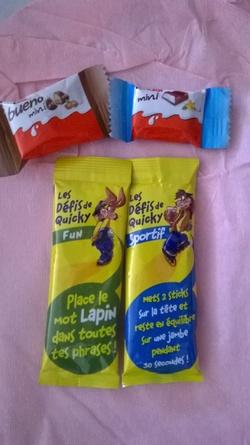 bueno
mini
mini
Les
Défis de
Quicky
FUN
Place le
mot Lapin
dans toutes
tes phrases !
Les
Défis de
Quicky
Sportif
Mets 2 sticks
sur la tête et
reste en équilibre
sur une jambe
pendant
30 secondes !